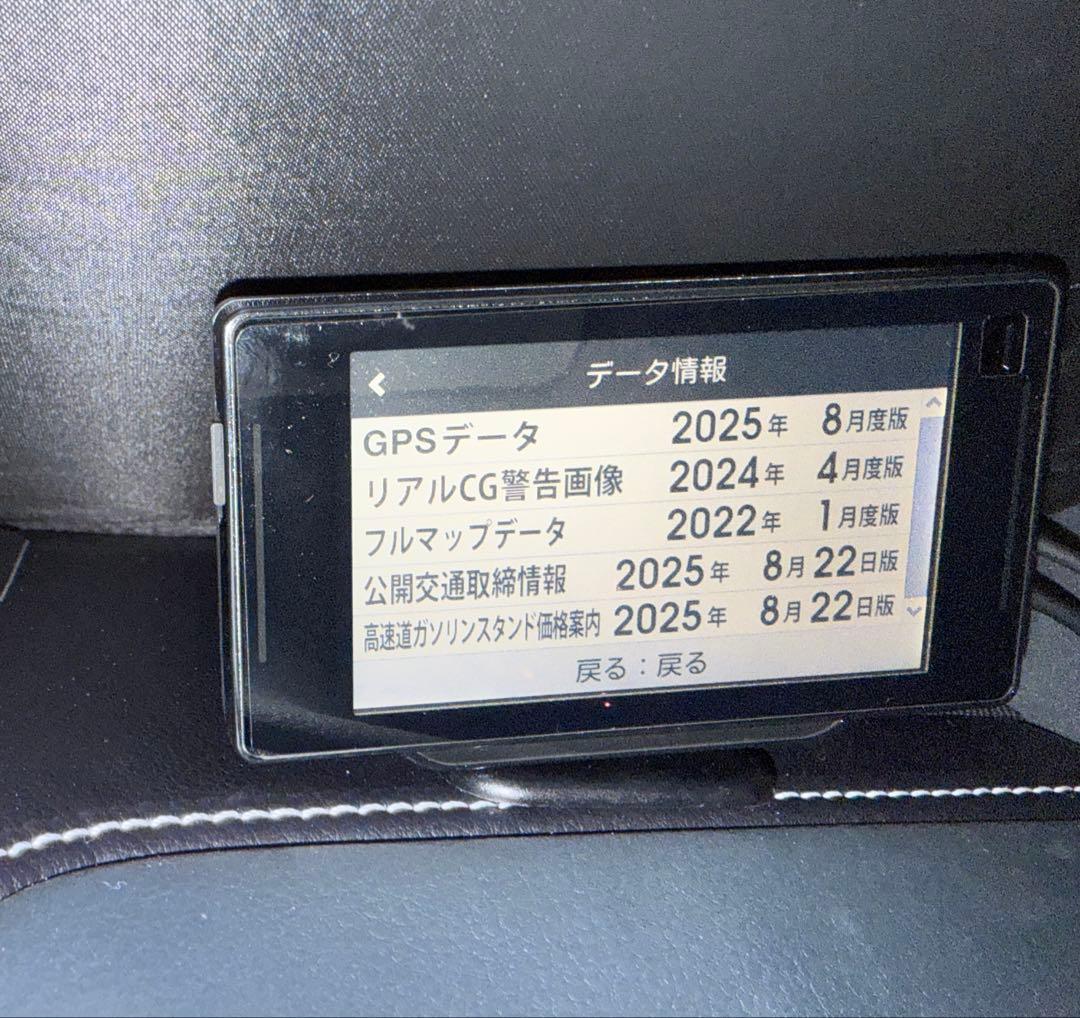 データ情報
GPSデータ 2025年 8月度版
リアルCG警告画像 2024年 4月度版
フルマップデータ 2022年 1月度版
公開交通取締情報 2025年 8月22日版
高速道ガソリンスタンド価格案内 2025年 8月22日版
戻る：戻る